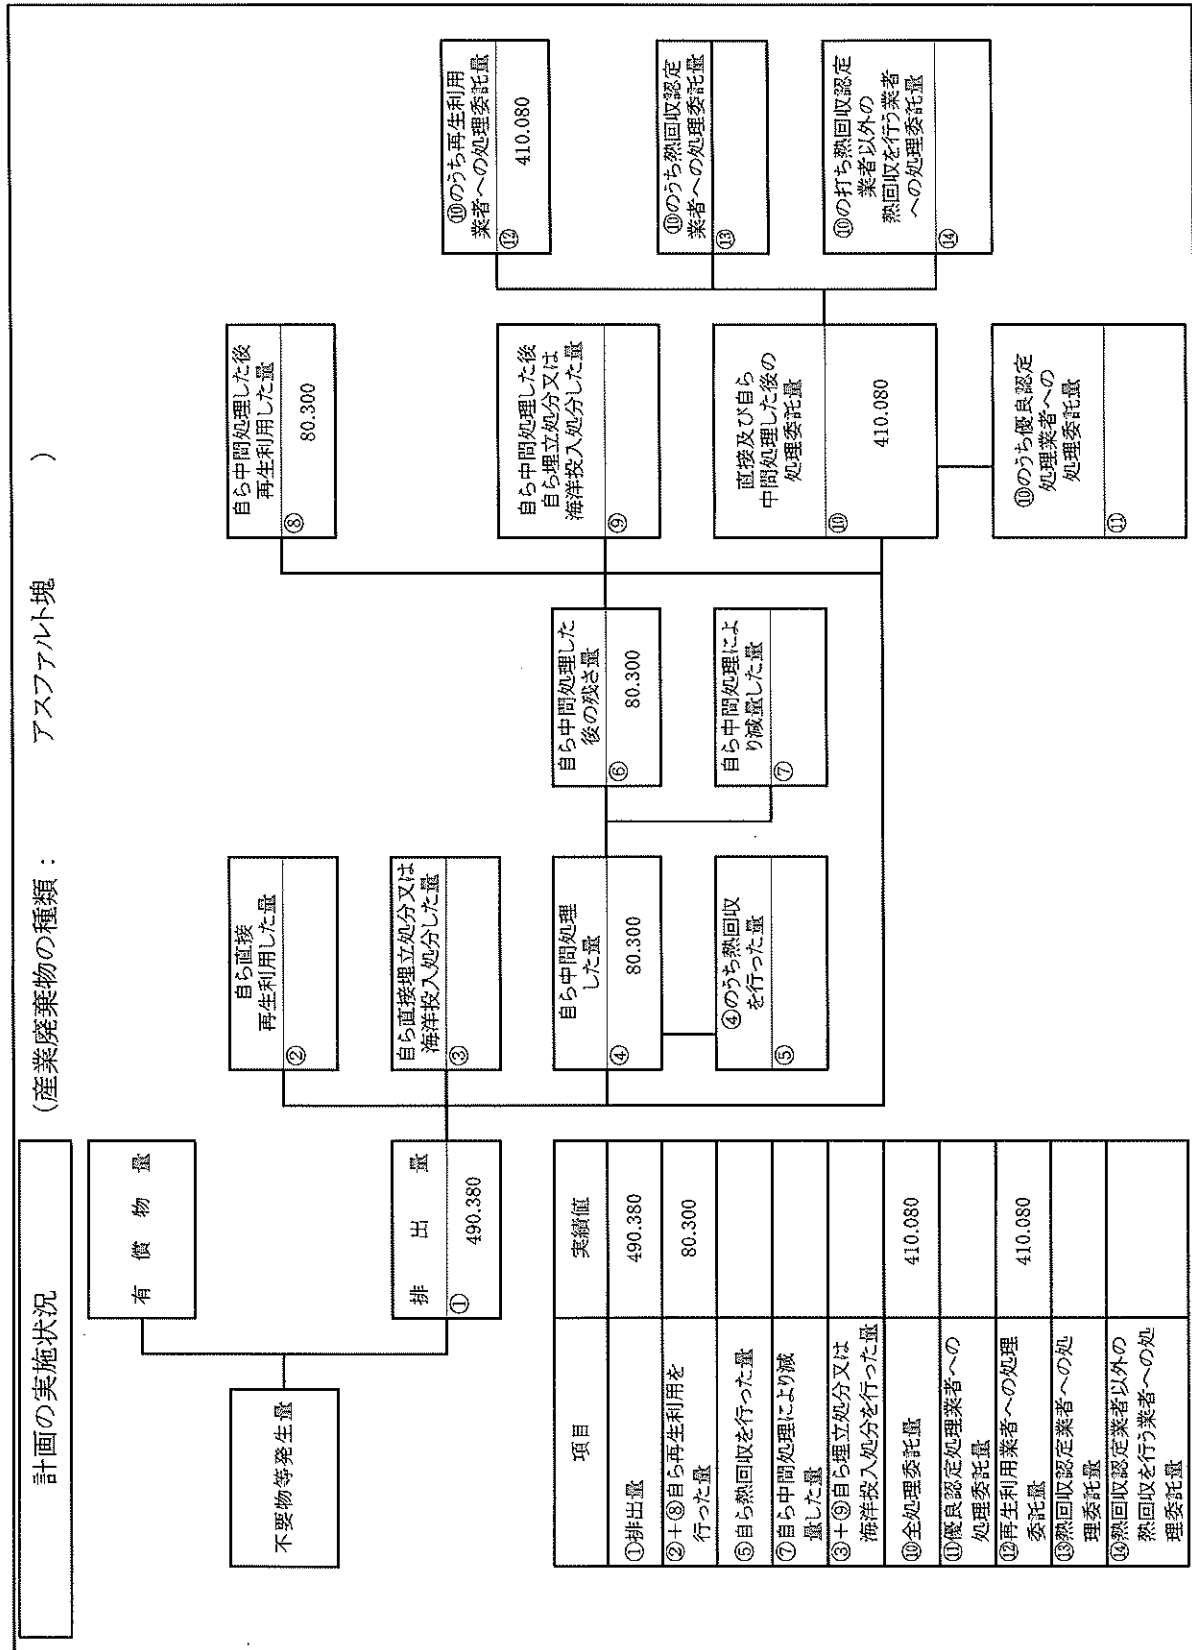 計画の実施状況
(産業廃棄物の種類： アスファルト塊 )
不要物等発生量
有償物量
排出量
①
490.380
自ら直接
再生利用した量
②
自ら直接埋立処分又は
海洋投入処分した量
③
自ら中間処理
した量
④
80.300
④のうち熱回収
を行った量
⑤
自ら中間処理した
後の残さ量
⑥
80.300
自ら中間処理によ
り減量した量
⑦
自ら中間処理した後
再生利用した量
⑧
80.300
自ら中間処理した後
自ら埋立処分又は
海洋投入処分した量
⑨
直接及び自ら
中間処理した後の
処理委託量
⑩
410.080
⑩のうち優良認定
処理業者への
処理委託量
⑪
⑩のうち再生利用
業者への処理委託量
⑫
410.080
⑩のうち熱回収認定
業者への処理委託量
⑬
⑩の打ち熱回収認定
業者以外の
熱回収を行う業者
への処理委託量
⑭
項目 実績値
①排出量 490.380
②+⑧自ら再生利用を
行った量
80.300
⑤自ら熱回収を行った量
⑦自ら中間処理により減
量した量
③+⑨自ら埋立処分又は
海洋投入処分を行った量
⑩全処理委託量 410.080
⑪優良認定処理業者への
処理委託量
⑫再生利用業者への処理
委託量
410.080
⑬熱回収認定業者への処
理委託量
⑭熱回収認定業者以外の
熱回収を行う業者への処
理委託量